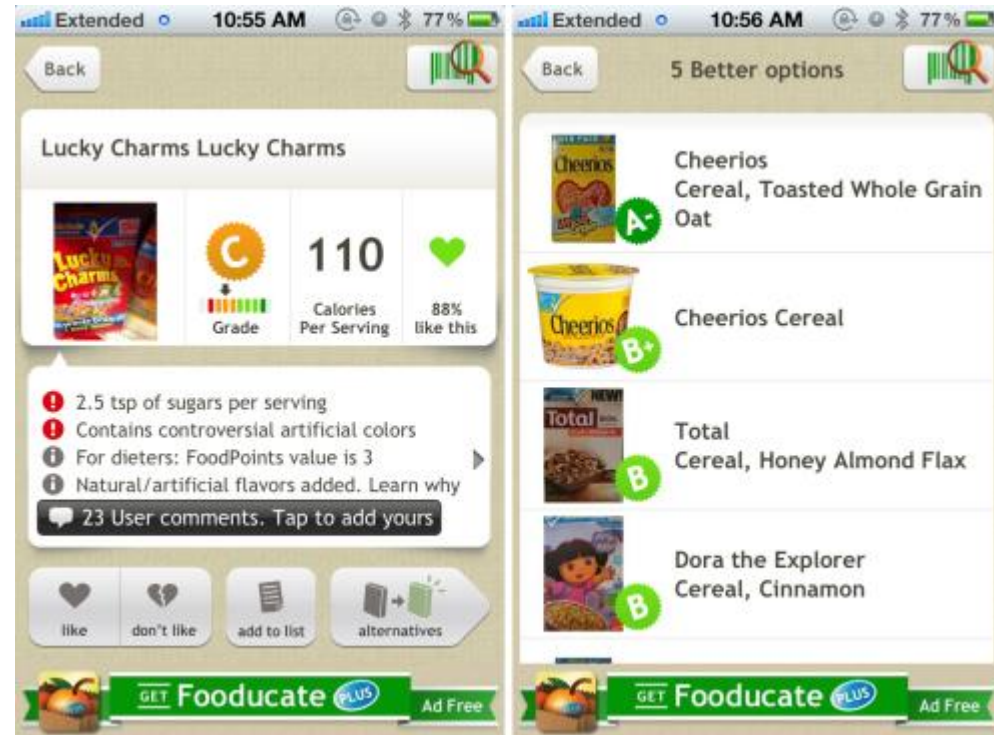 Extended
10:55 AM
77%
Back
Lucky Charms Lucky Charms
Lucky
Charms
C
Grade
110
Calories
Per Serving
88%
like this
2.5 tsp of sugars per serving
Contains controversial artificial colors
For dieters: FoodPoints value is 3
Natural/artificial flavors added. Learn why
23 User comments. Tap to add yours
like
don't like
add to list
alternatives
GET Fooducate PLUS
Ad Free
Extended
10:56 AM
77%
Back
5 Better options
Cheerios
A-
Cheerios
Cereal, Toasted Whole Grain
Oat
Cheerios
B+
Cheerios Cereal
NEW!
Total
B
Total
Cereal, Honey Almond Flax
B
Dora the Explorer
Cereal, Cinnamon
GET Fooducate PLUS
Ad Free